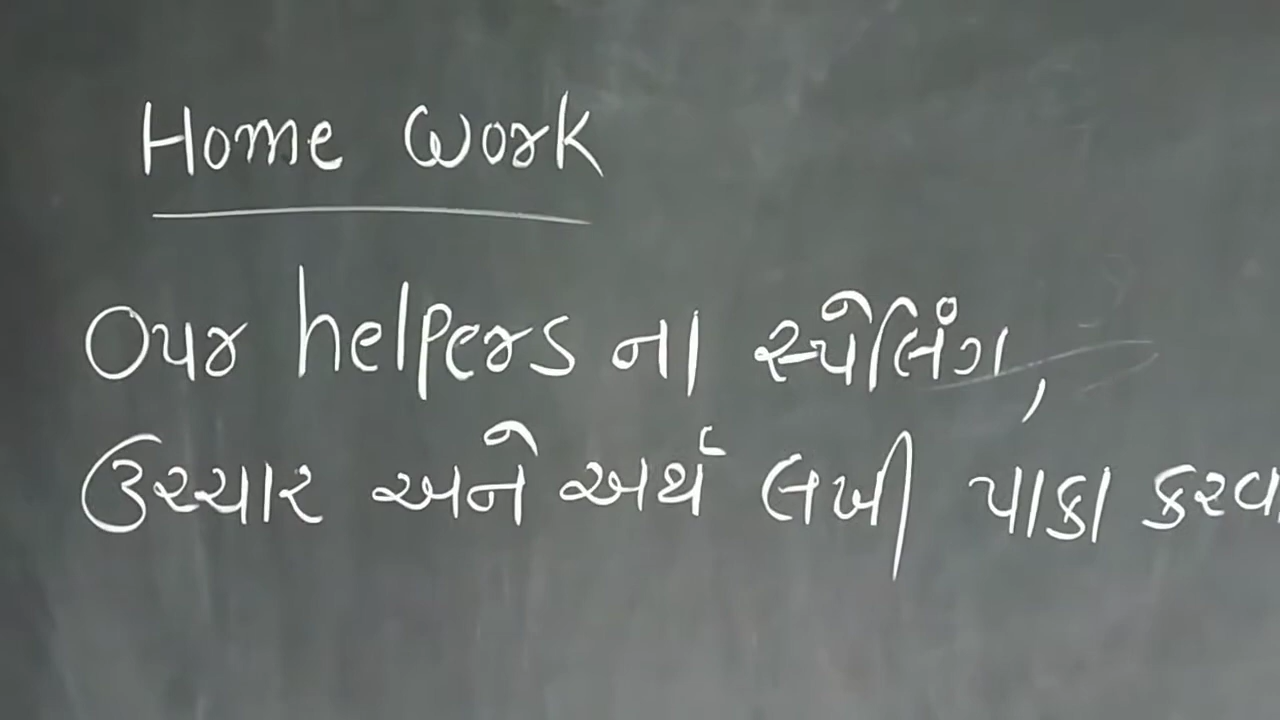 Home Work
Our helpers ના સ્પેલિંગ,
ઉચ્ચાર અને અર્થ લખી પાકા કરવા